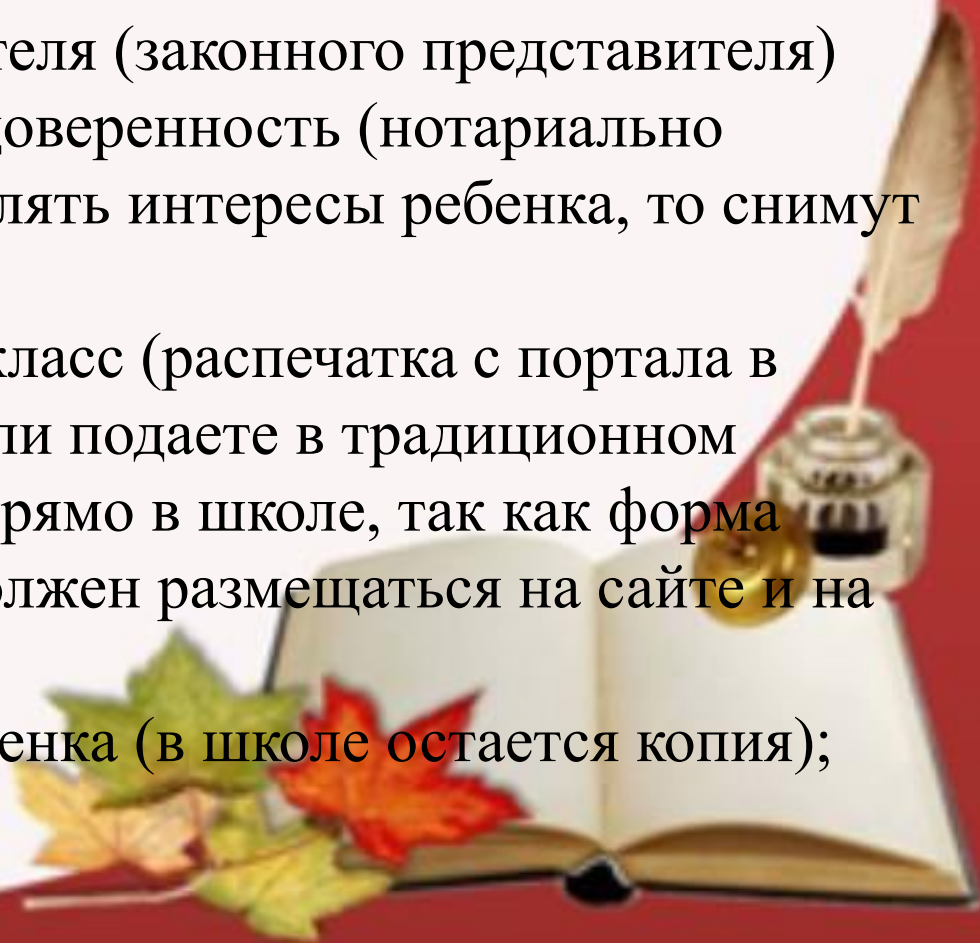 теля (законного представителя)
доверенность (нотариально
лять интересы ребенка, то снимут
класс (распечатка с портала в
ли подаете в традиционном
рямо в школе, так как форма
олжен размещаться на сайте и на
енка (в школе остается копия);